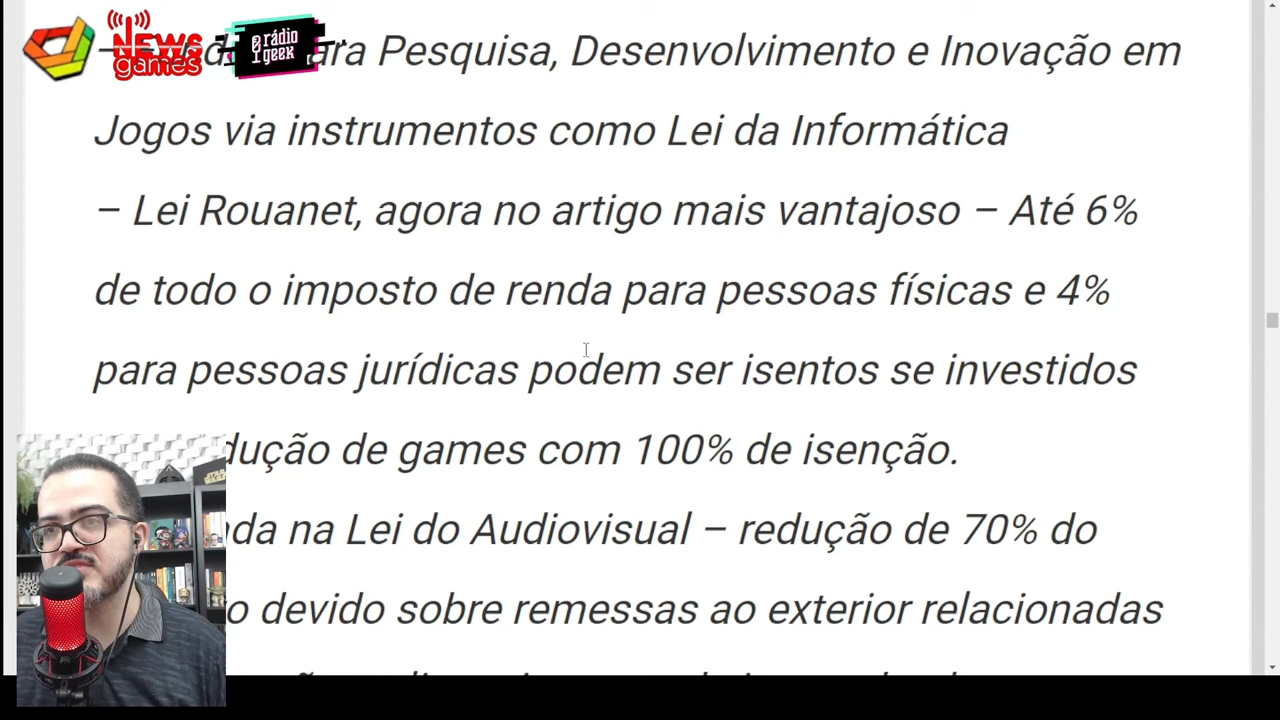 NEWS
games
rádio
geek
Pesquisa, Desenvolvimento e Inovação em
Jogos via instrumentos como Lei da Informática
– Lei Rouanet, agora no artigo mais vantajoso – Até 6%
de todo o imposto de renda para pessoas físicas e 4%
para pessoas jurídicas podem ser isentos se investidos
dução de games com 100% de isenção.
da na Lei do Audiovisual – redução de 70% do
o devido sobre remessas ao exterior relacionadas
STAR
WARS